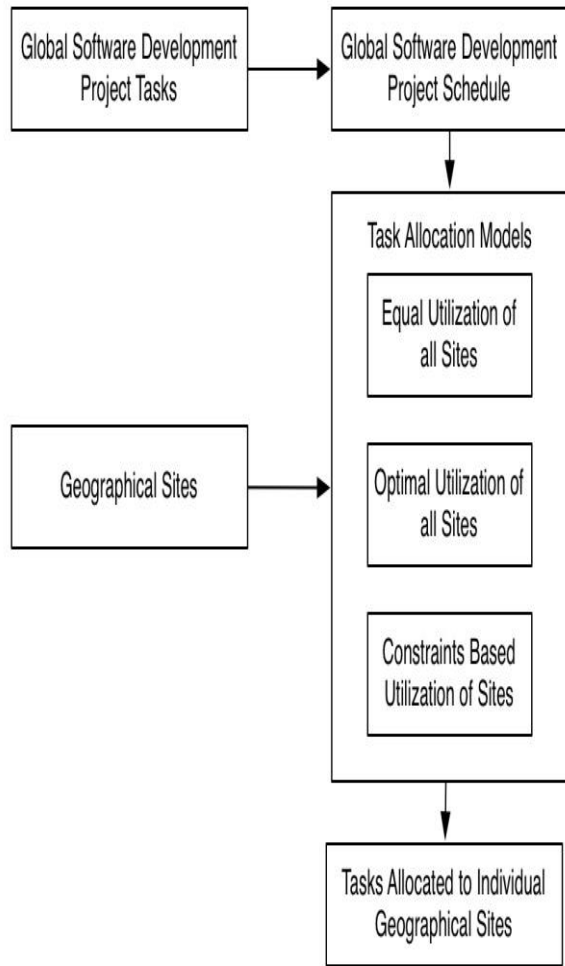 Global Software Development
Project Tasks
Global Software Development
Project Schedule
Task Allocation Models
Equal Utilization of
all Sites
Geographical Sites
Optimal Utilization of
all Sites
Constraints Based
Utilization of Sites
Tasks Allocated to Individual
Geographical Sites